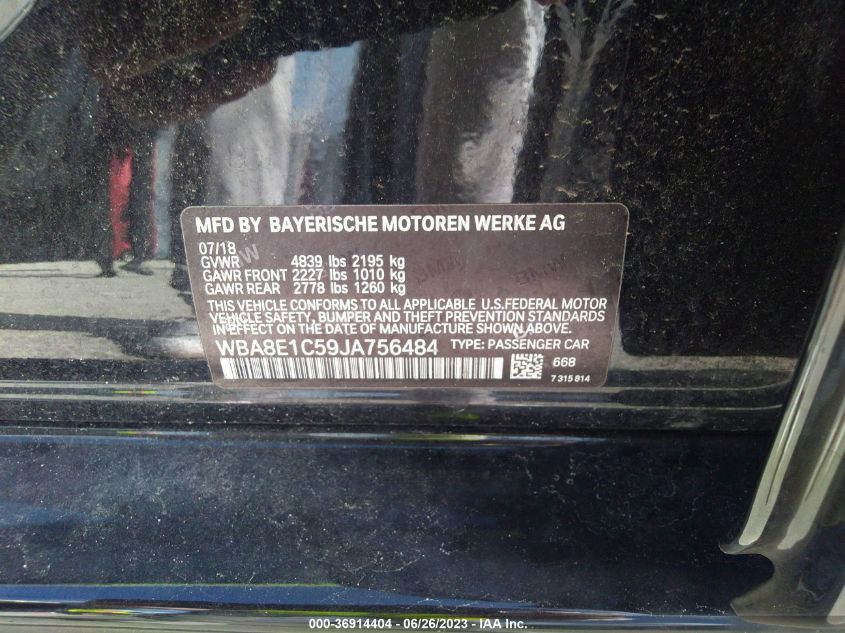 MFD BY BAYERISCHE MOTOREN WERKE AG
07/18
GVWR 4839 lbs 2195 kg
GAWR FRONT 2227 lbs 1010 kg
GAWR REAR 2778 lbs 1260 kg
THIS VEHICLE CONFORMS TO ALL APPLICABLE U.S.FEDERAL MOTOR
VEHICLE SAFETY, BUMPER AND THEFT PREVENTION STANDARDS
IN EFFECT ON THE DATE OF MANUFACTURE SHOWN ABOVE.
WBA8E1C59JA756484 TYPE: PASSENGER CAR
668
7 315 814
000-36914404 - 06/26/2023 - IAA Inc.